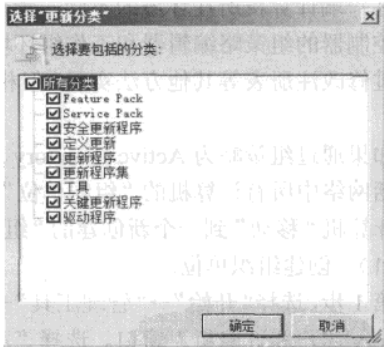 选择"更新分类"
选择要包括的分类:
所有分类
Feature Pack
Service Pack
安全更新程序
定义更新
更新程序
更新程序集
工具
关键更新程序
驱动程序
确定
取消